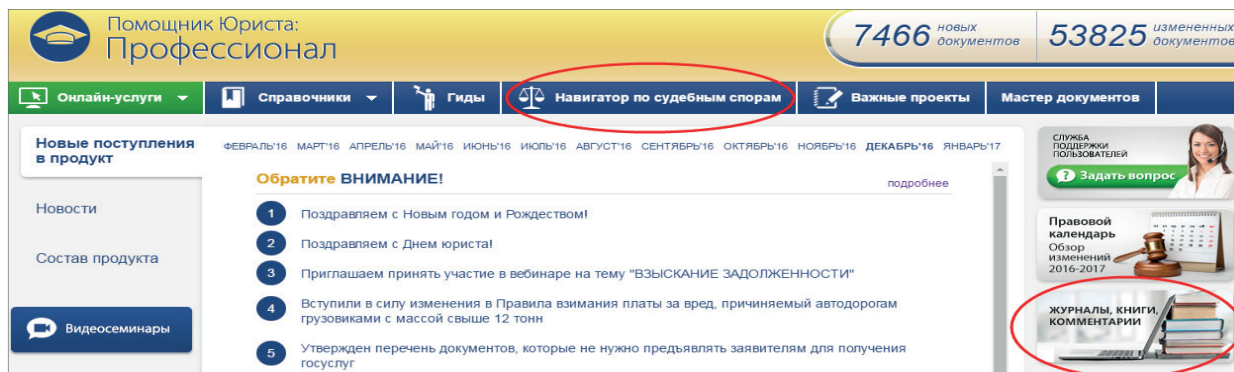 Помощник Юриста:
Профессионал
7466 новых документов
53825 измененных документов
Онлайн-услуги
Справочники
Гиды
Навигатор по судебным спорам
Важные проекты
Мастер документов
Новые поступления
в продукт
Новости
Состав продукта
Видеосеминары
ФЕВРАЛЬ'16 МАРТ'16 АПРЕЛЬ'16 МАЙ'16 ИЮНЬ'16 ИЮЛЬ'16 АВГУСТ'16 СЕНТЯБРЬ'16 ОКТЯБРЬ'16 НОЯБРЬ'16 ДЕКАБРЬ'16 ЯНВАРЬ'17
Обратите ВНИМАНИЕ!
подробнее
1 Поздравляем с Новым годом и Рождеством!
2 Поздравляем с Днем юриста!
3 Приглашаем принять участие в вебинаре на тему "ВЗЫСКАНИЕ ЗАДОЛЖЕННОСТИ"
4 Вступили в силу изменения в Правила взимания платы за вред, причиняемый автодорогам
грузовиками с массой свыше 12 тонн
5 Утвержден перечень документов, которые не нужно предъявлять заявителям для получения
госуслуг
СЛУЖБА
ПОДДЕРЖКИ
ПОЛЬЗОВАТЕЛЕЙ
? Задать вопрос
Правовой
календарь
Обзор
изменений
2016-2017
ЖУРНАЛЫ, КНИГИ,
КОММЕНТАРИИ